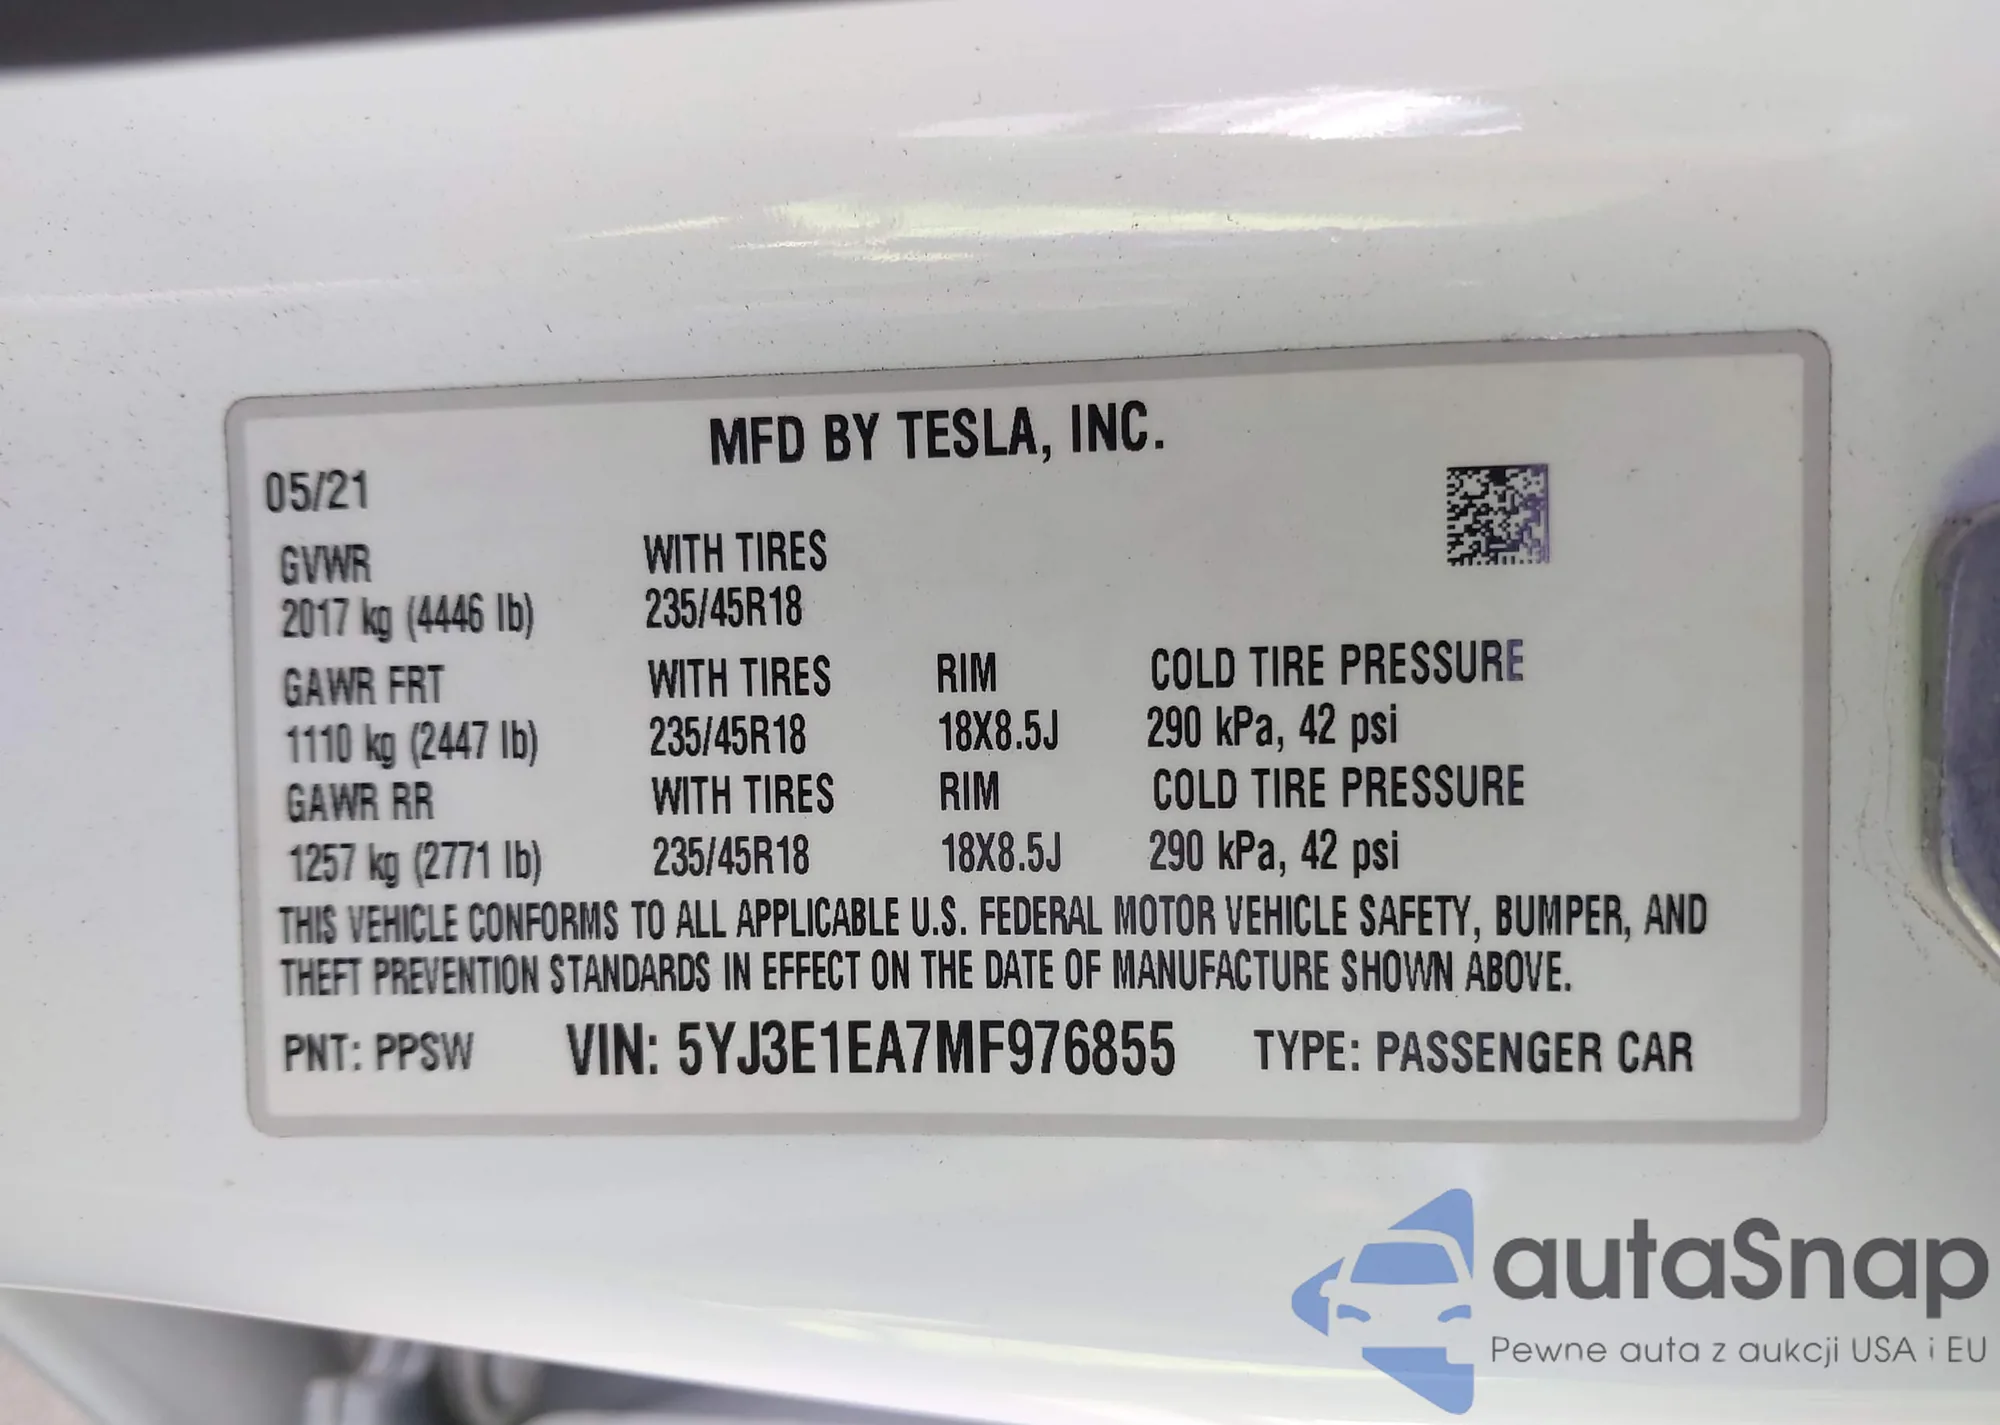 MFD BY TESLA, INC.
05/21
GVWR WITH TIRES
2017 kg (4446 lb) 235/45R18
GAWR FRT WITH TIRES RIM COLD TIRE PRESSURE
1110 kg (2447 lb) 235/45R18 18X8.5J 290 kPa, 42 psi
GAWR RR WITH TIRES RIM COLD TIRE PRESSURE
1257 kg (2771 lb) 235/45R18 18X8.5J 290 kPa, 42 psi
THIS VEHICLE CONFORMS TO ALL APPLICABLE U.S. FEDERAL MOTOR VEHICLE SAFETY, BUMPER, AND
THEFT PREVENTION STANDARDS IN EFFECT ON THE DATE OF MANUFACTURE SHOWN ABOVE.
PNT: PPSW VIN: 5YJ3E1EA7MF976855 TYPE: PASSENGER CAR
autaSnap
Pewne auta z aukcji USA i EU